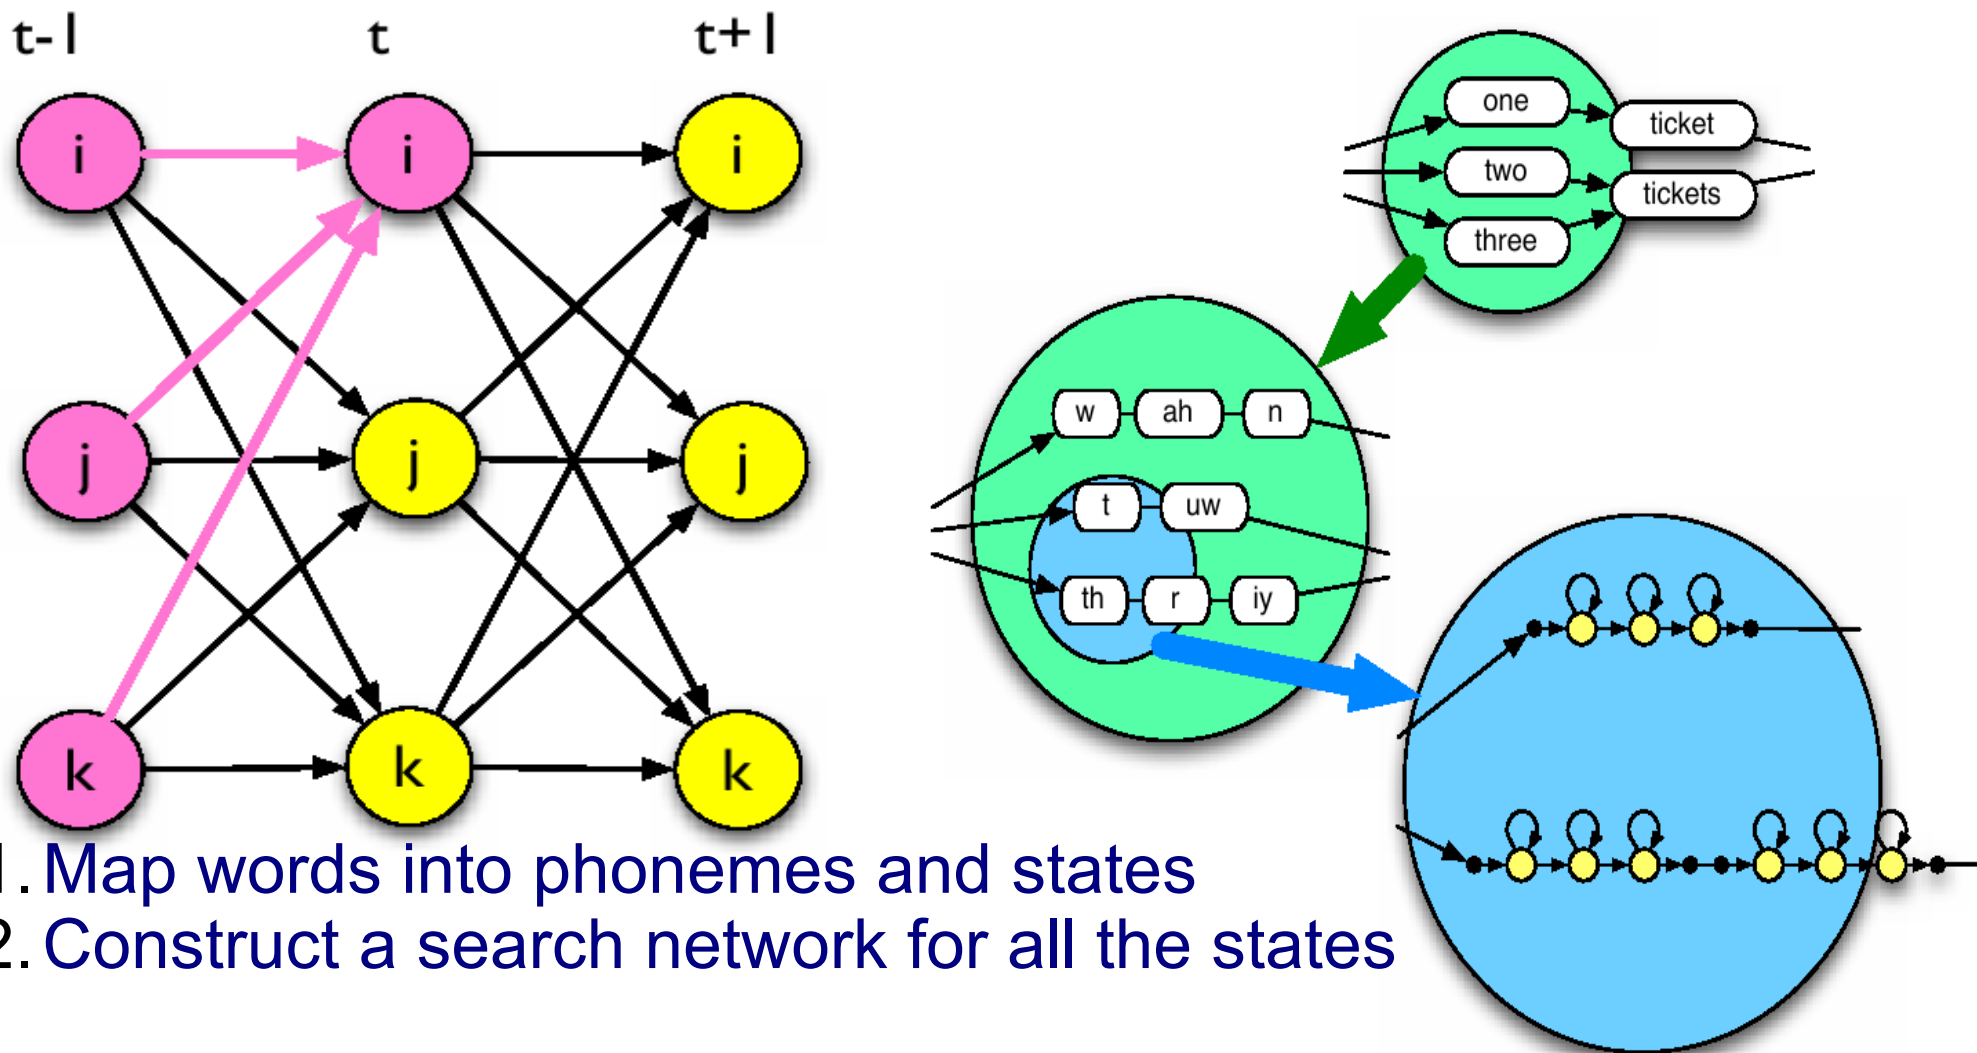 t-1 t t+1
i i i
j j j
k k k
one
ticket
two
tickets
three
w ah n
t uw
th r iy
1. Map words into phonemes and states
2. Construct a search network for all the states